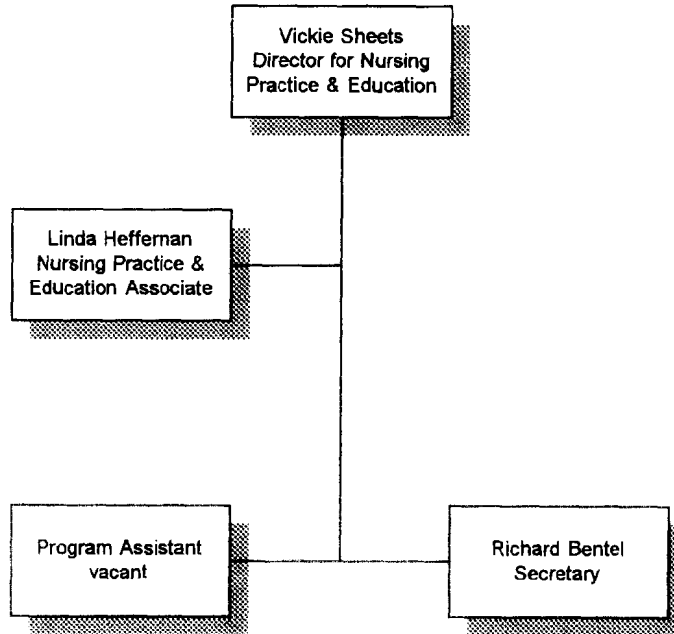 Vickie Sheets
Director for Nursing
Practice & Education
Linda Heffernan
Nursing Practice &
Education Associate
Program Assistant
vacant
Richard Bentel
Secretary